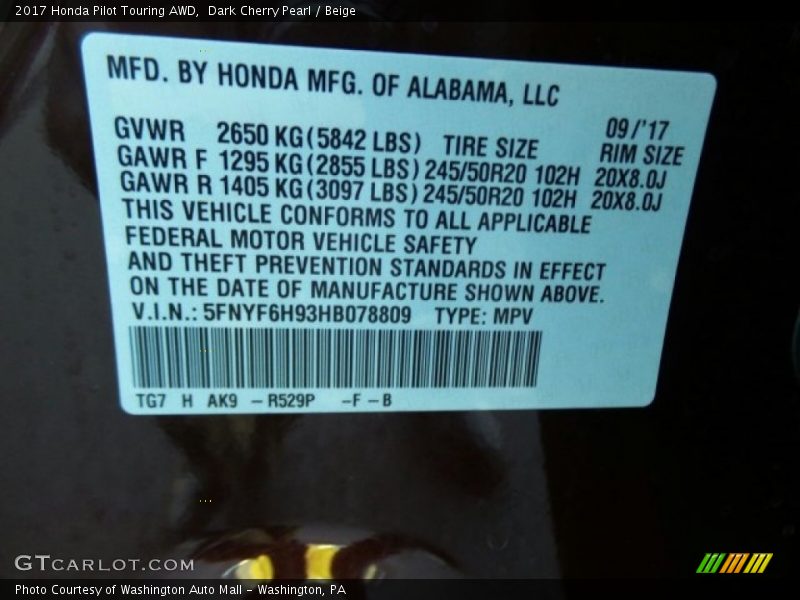 2017 Honda Pilot Touring AWD,  Dark Cherry Pearl / Beige
MFD. BY HONDA MFG. OF ALABAMA, LLC
09/'17
GVWR 2650 KG(5842 LBS) TIRE SIZE RIM SIZE
GAWR F 1295 KG(2855 LBS) 245/50R20 102H 20X8.0J
GAWR R 1405 KG(3097 LBS) 245/50R20 102H 20X8.0J
THIS VEHICLE CONFORMS TO ALL APPLICABLE
FEDERAL MOTOR VEHICLE SAFETY
AND THEFT PREVENTION STANDARDS IN EFFECT
ON THE DATE OF MANUFACTURE SHOWN ABOVE.
V.I.N.: 5FNYF6H93HB078809 TYPE: MPV
TG7 H AK9 - R529P -F -B
GTCARLOT.COM
Photo Courtesy of Washington Auto Mall - Washington, PA